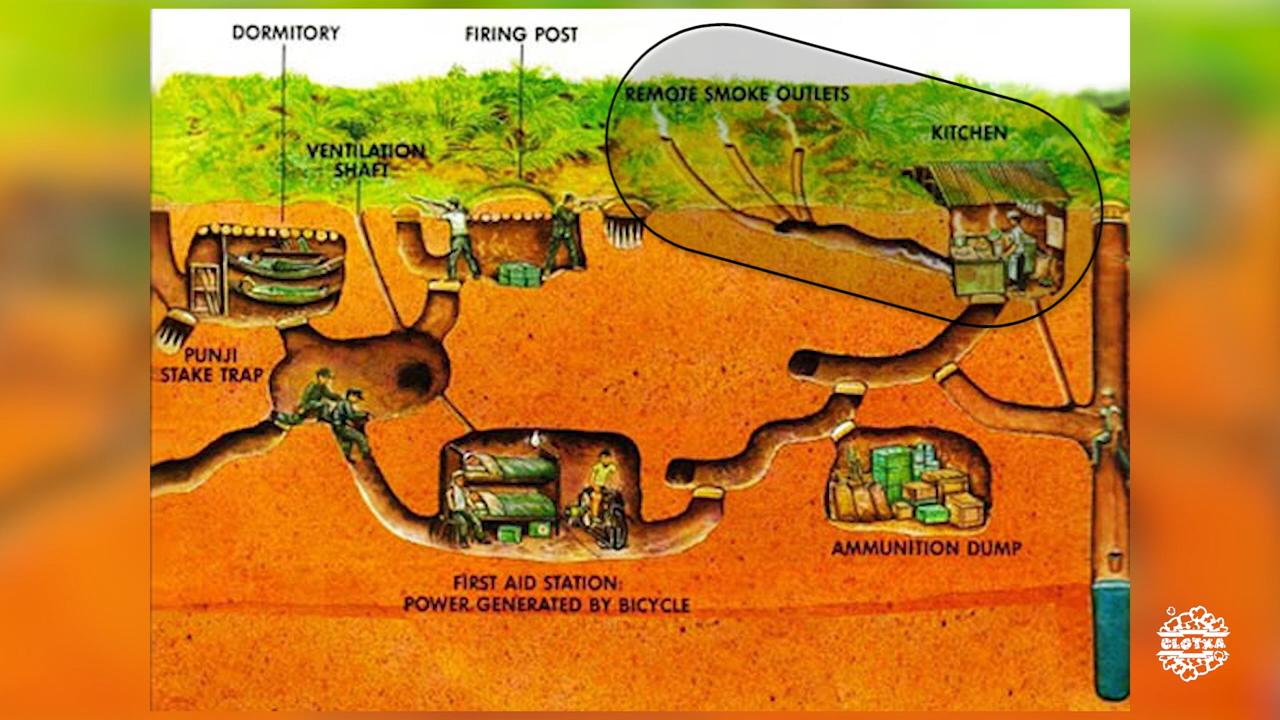 DORMITORY
FIRING POST
REMOTE SMOKE OUTLETS
KITCHEN
VENTILATION
SHAFT
PUNJI
STAKE TRAP
AMMUNITION DUMP
FIRST AID STATION:
POWER GENERATED BY BICYCLE
CLOTKA